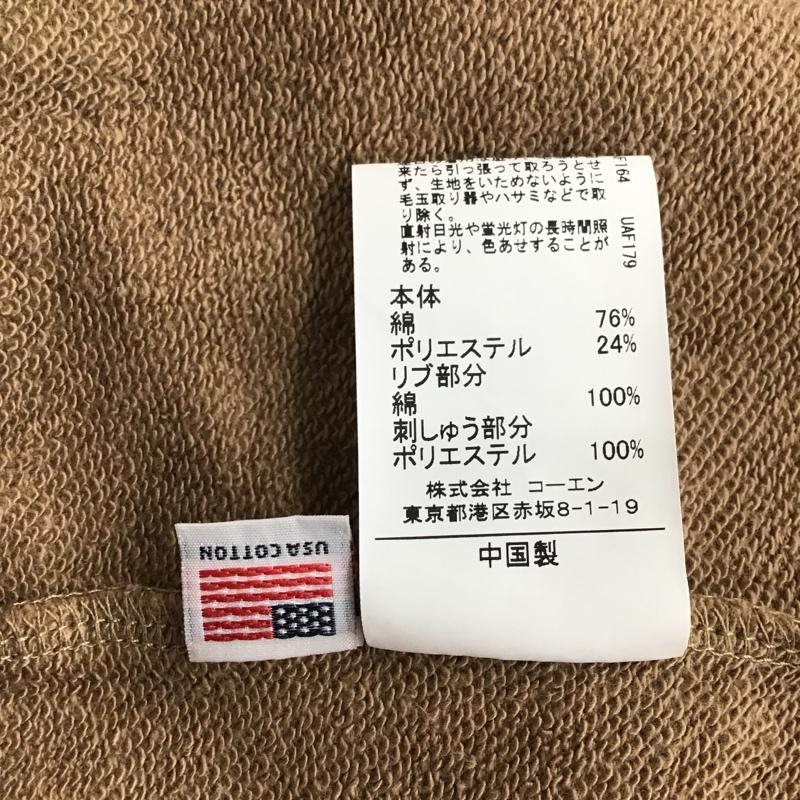 来たら引っ張って取ろうとせ
ず、生地をいためないように
毛玉取り器やハサミなどで取
り除く。
直射日光や蛍光灯の長時間照
射により、色あせすることが
ある。
F164
UAF179
本体
綿 76%
ポリエステル 24%
リブ部分
綿 100%
刺しゅう部分
ポリエステル 100%
株式会社 コーエン
東京都港区赤坂8-1-19
中国製
USA COTTON